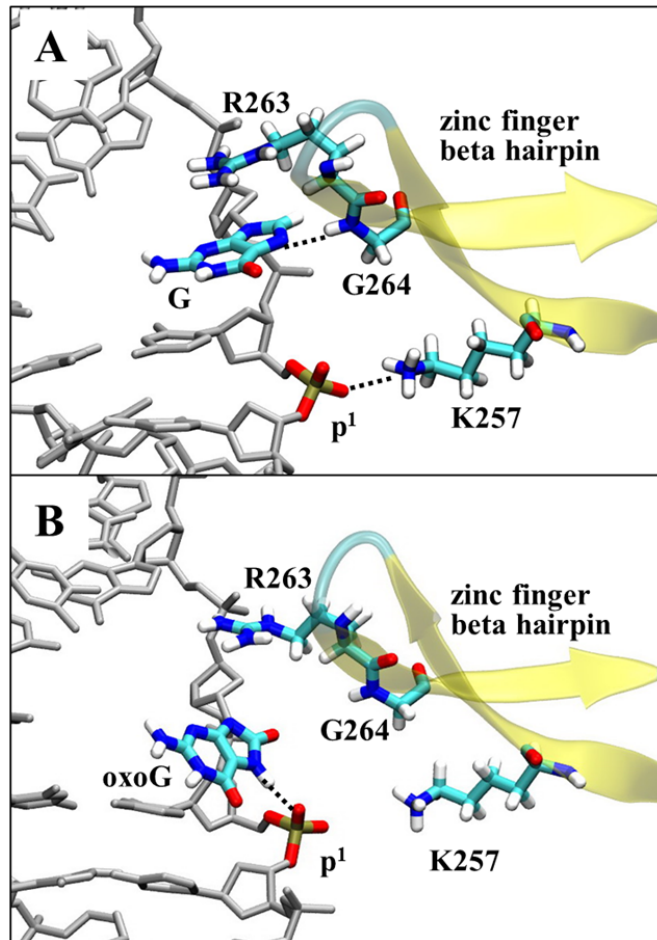 A
R263
zinc finger
beta hairpin
G
G264
p¹
K257
B
R263
zinc finger
beta hairpin
G264
oxoG
p¹
K257